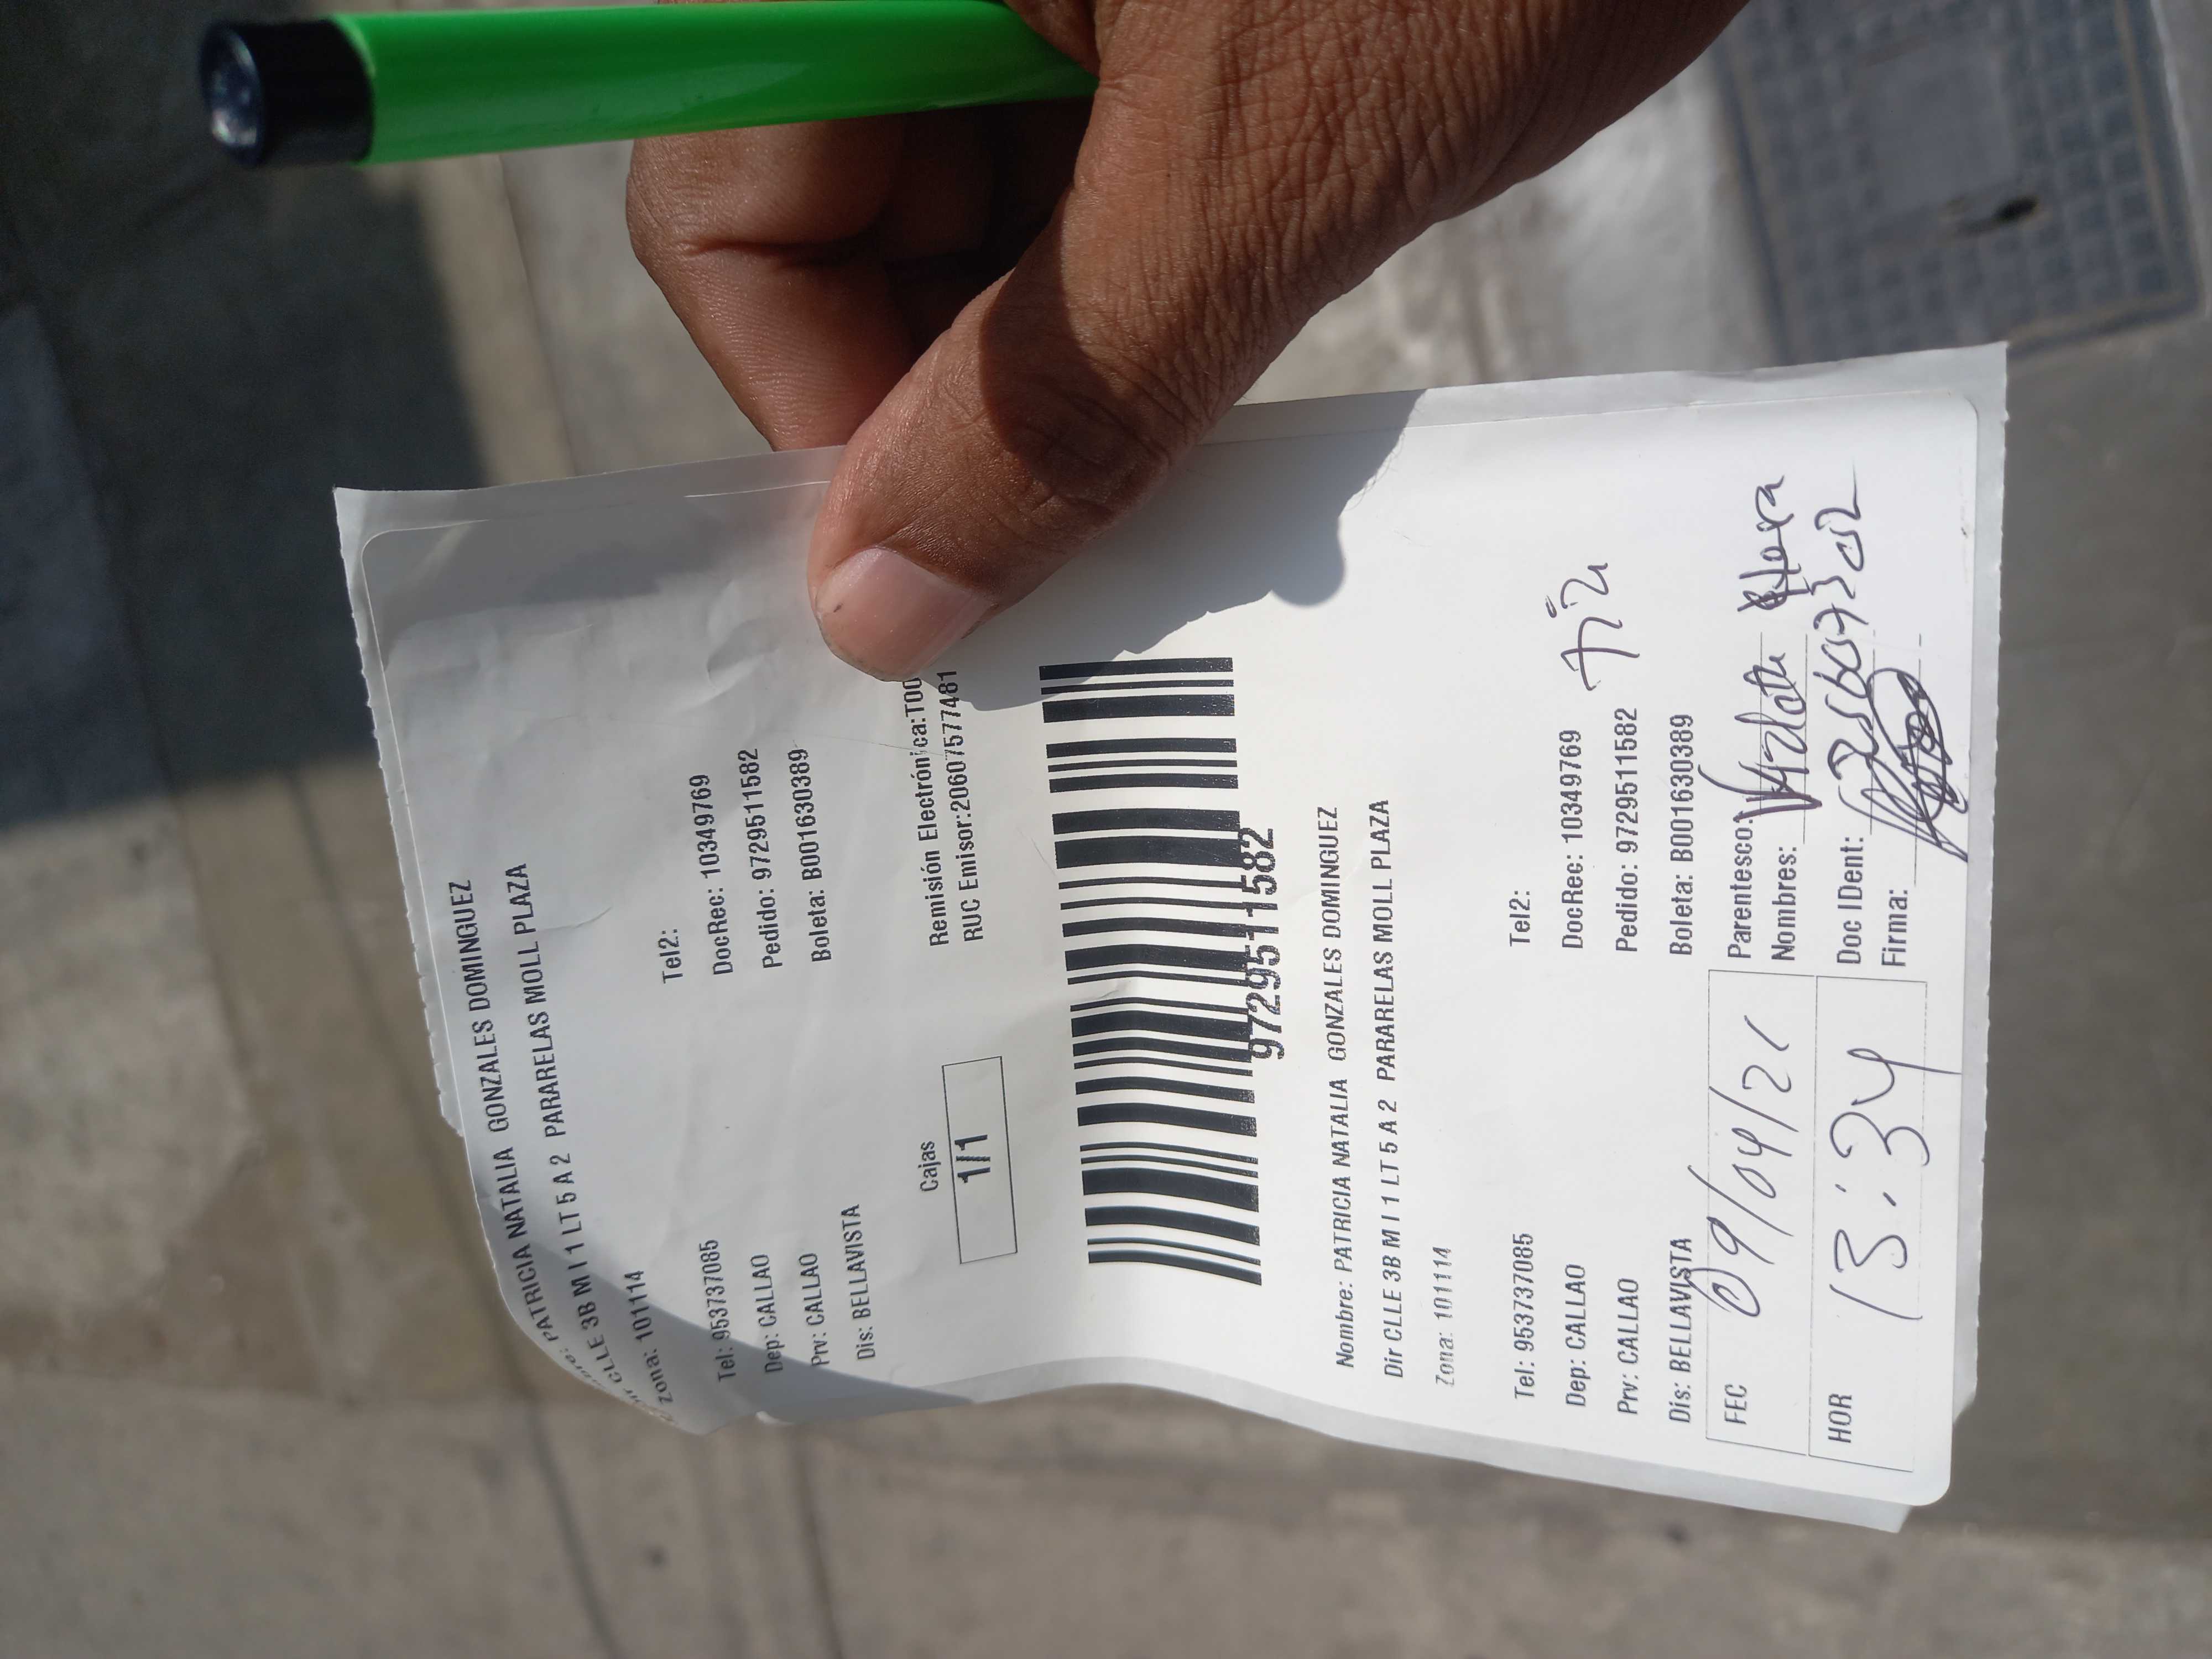 PATRICIA NATALIA GONZALES DOMINGUEZ
CLLE 3B M I 1 LT 5 A 2 PARARELAS MOLL PLAZA
Zona: 101114
Tel2:
Tel: 953737085 DocRec: 10349769
Dep: CALLAO Pedido: 9729511582
Prv: CALLAO Boleta: B001630389
Dis: BELLAVISTA
Cajas Remisión Electrónica:T00
1/1 RUC Emisor:20607577481
9729511582
Nombre: PATRICIA NATALIA GONZALES DOMINGUEZ
Dir CLLE 3B M I 1 LT 5 A 2 PARARELAS MOLL PLAZA
Zona: 101114
Tel: 953737085 Tel2:
Dep: CALLAO DocRec: 10349769
Prv: CALLAO Pedido: 9729511582
Dis: BELLAVISTA Boleta: B001630389
FEC 09/04/2 Parentesco:
Nombres:
HOR 13:34 Doc IDent:
Firma: